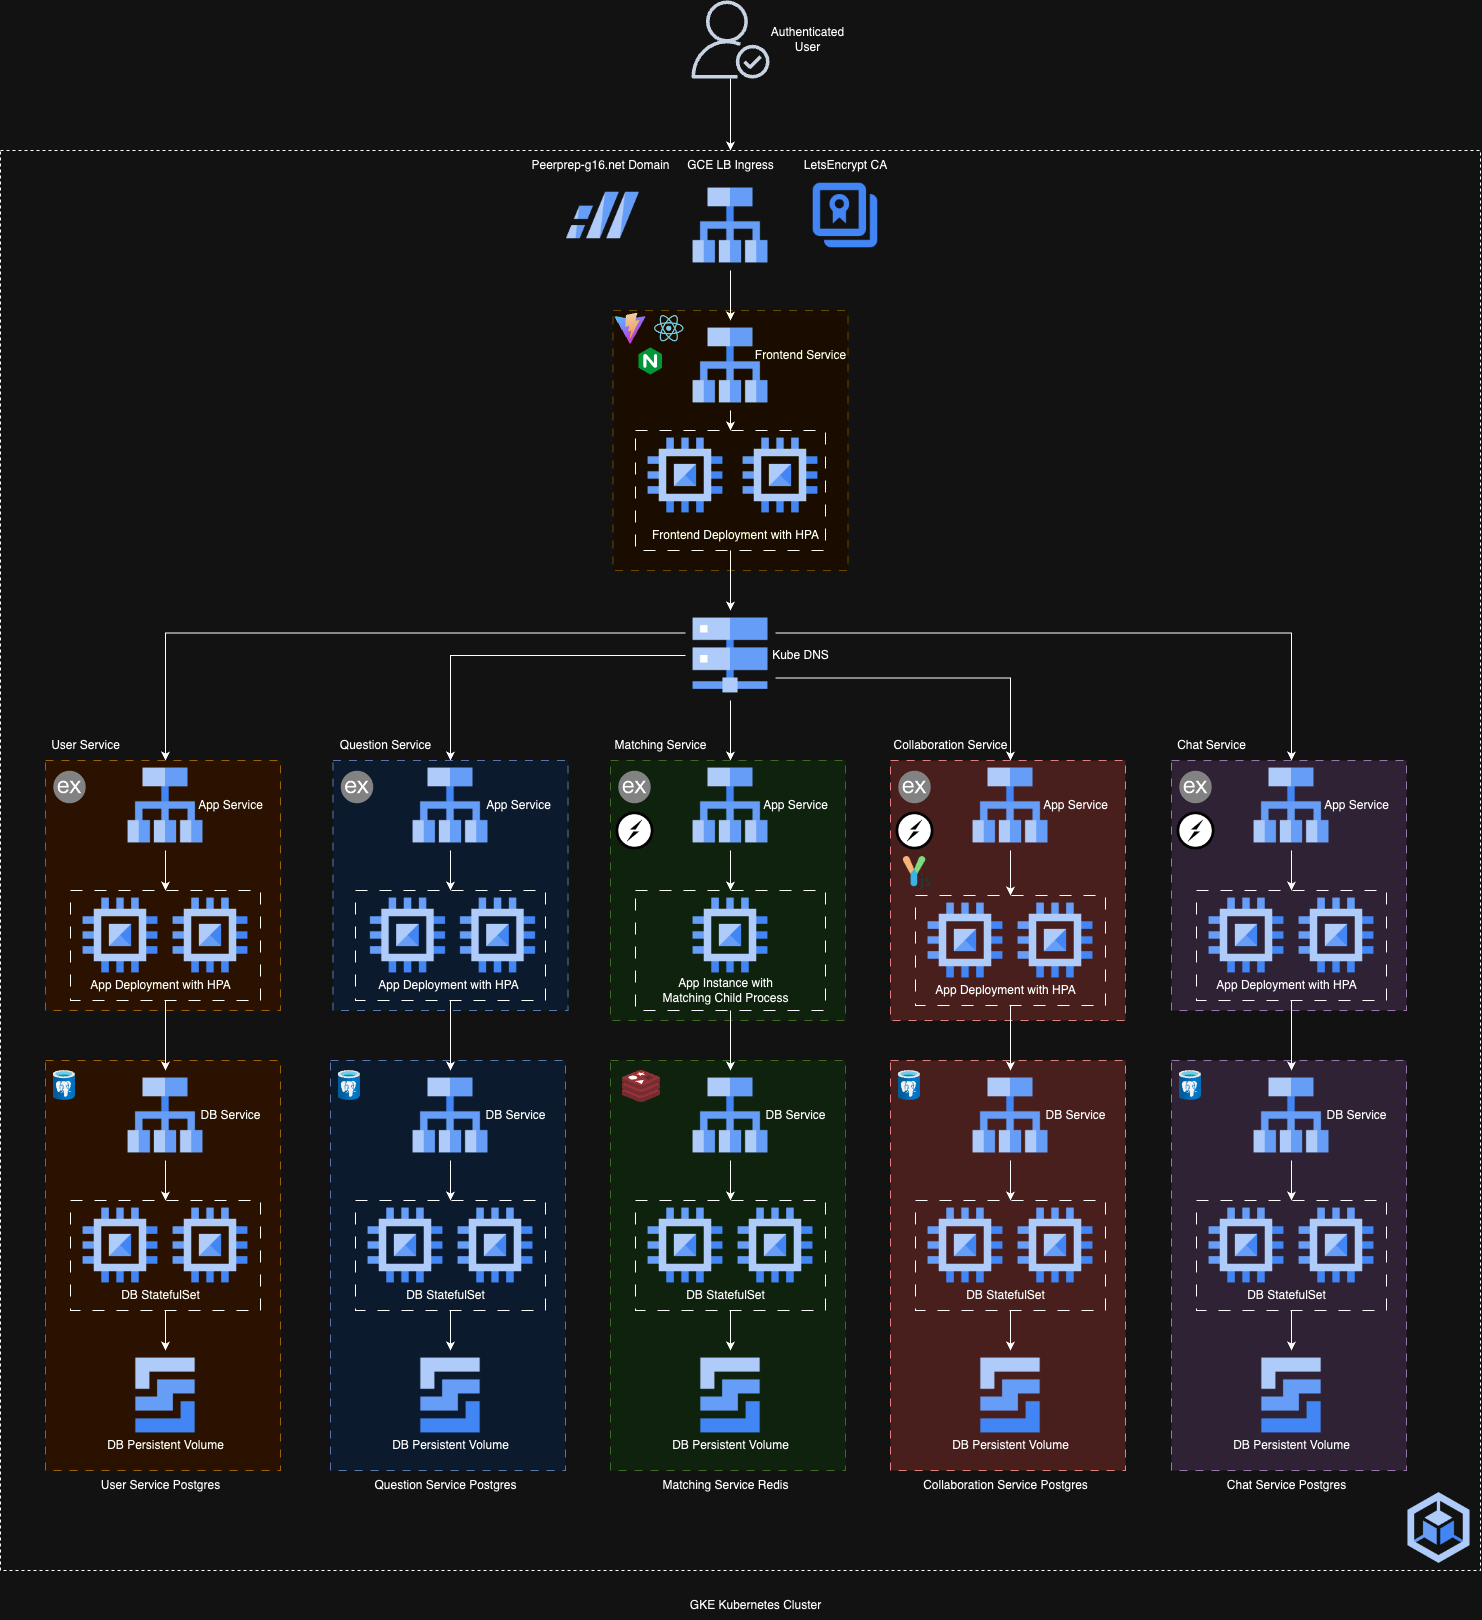 Authenticated
User
Peerprep-g16.net Domain
GCE LB Ingress
LetsEncrypt CA
Frontend Service
N
Frontend Deployment with HPA
Kube DNS
User Service
Question Service
Matching Service
Collaboration Service
Chat Service
ex
App Service
ex
App Service
ex
App Service
ex
App Service
ex
App Service
App Deployment with HPA
App Deployment with HPA
App Instance with
Matching Child Process
App Deployment with HPA
App Deployment with HPA
DB Service
DB Service
DB Service
DB Service
DB Service
DB StatefulSet
DB StatefulSet
DB StatefulSet
DB StatefulSet
DB StatefulSet
DB Persistent Volume
DB Persistent Volume
DB Persistent Volume
DB Persistent Volume
DB Persistent Volume
User Service Postgres
Question Service Postgres
Matching Service Redis
Collaboration Service Postgres
Chat Service Postgres
GKE Kubernetes Cluster